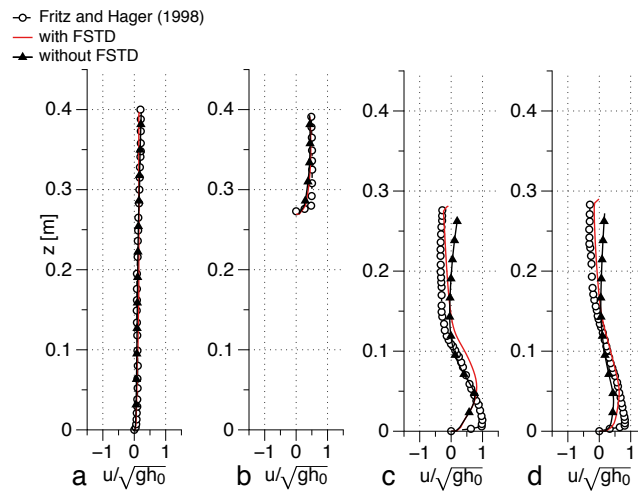 Fritz and Hager (1998)
with FSTD
without FSTD
0.4
0.3
0.2
0.1
0
z [m]
−1 0 1
a u/√gh₀
0.4
0.3
0.2
0.1
0
−1 0 1
b u/√gh₀
0.4
0.3
0.2
0.1
0
−1 0 1
c u/√gh₀
0.4
0.3
0.2
0.1
0
−1 0 1
d u/√gh₀